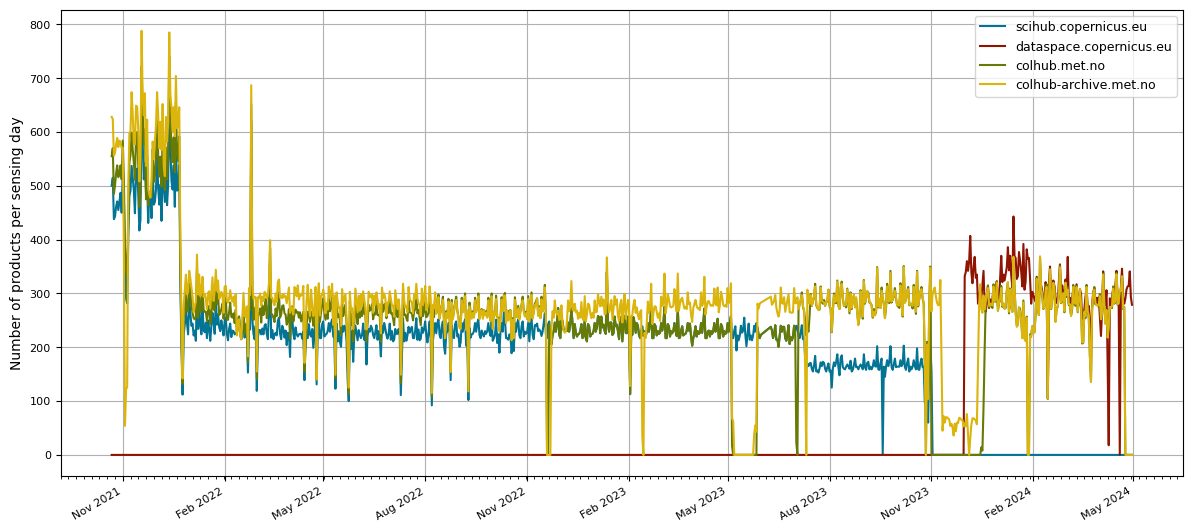 Number of products per sensing day
800
700
600
500
400
300
200
100
0
Nov 2021
Feb 2022
May 2022
Aug 2022
Nov 2022
Feb 2023
May 2023
Aug 2023
Nov 2023
Feb 2024
May 2024
scihub.copernicus.eu
dataspace.copernicus.eu
colhub.met.no
colhub-archive.met.no